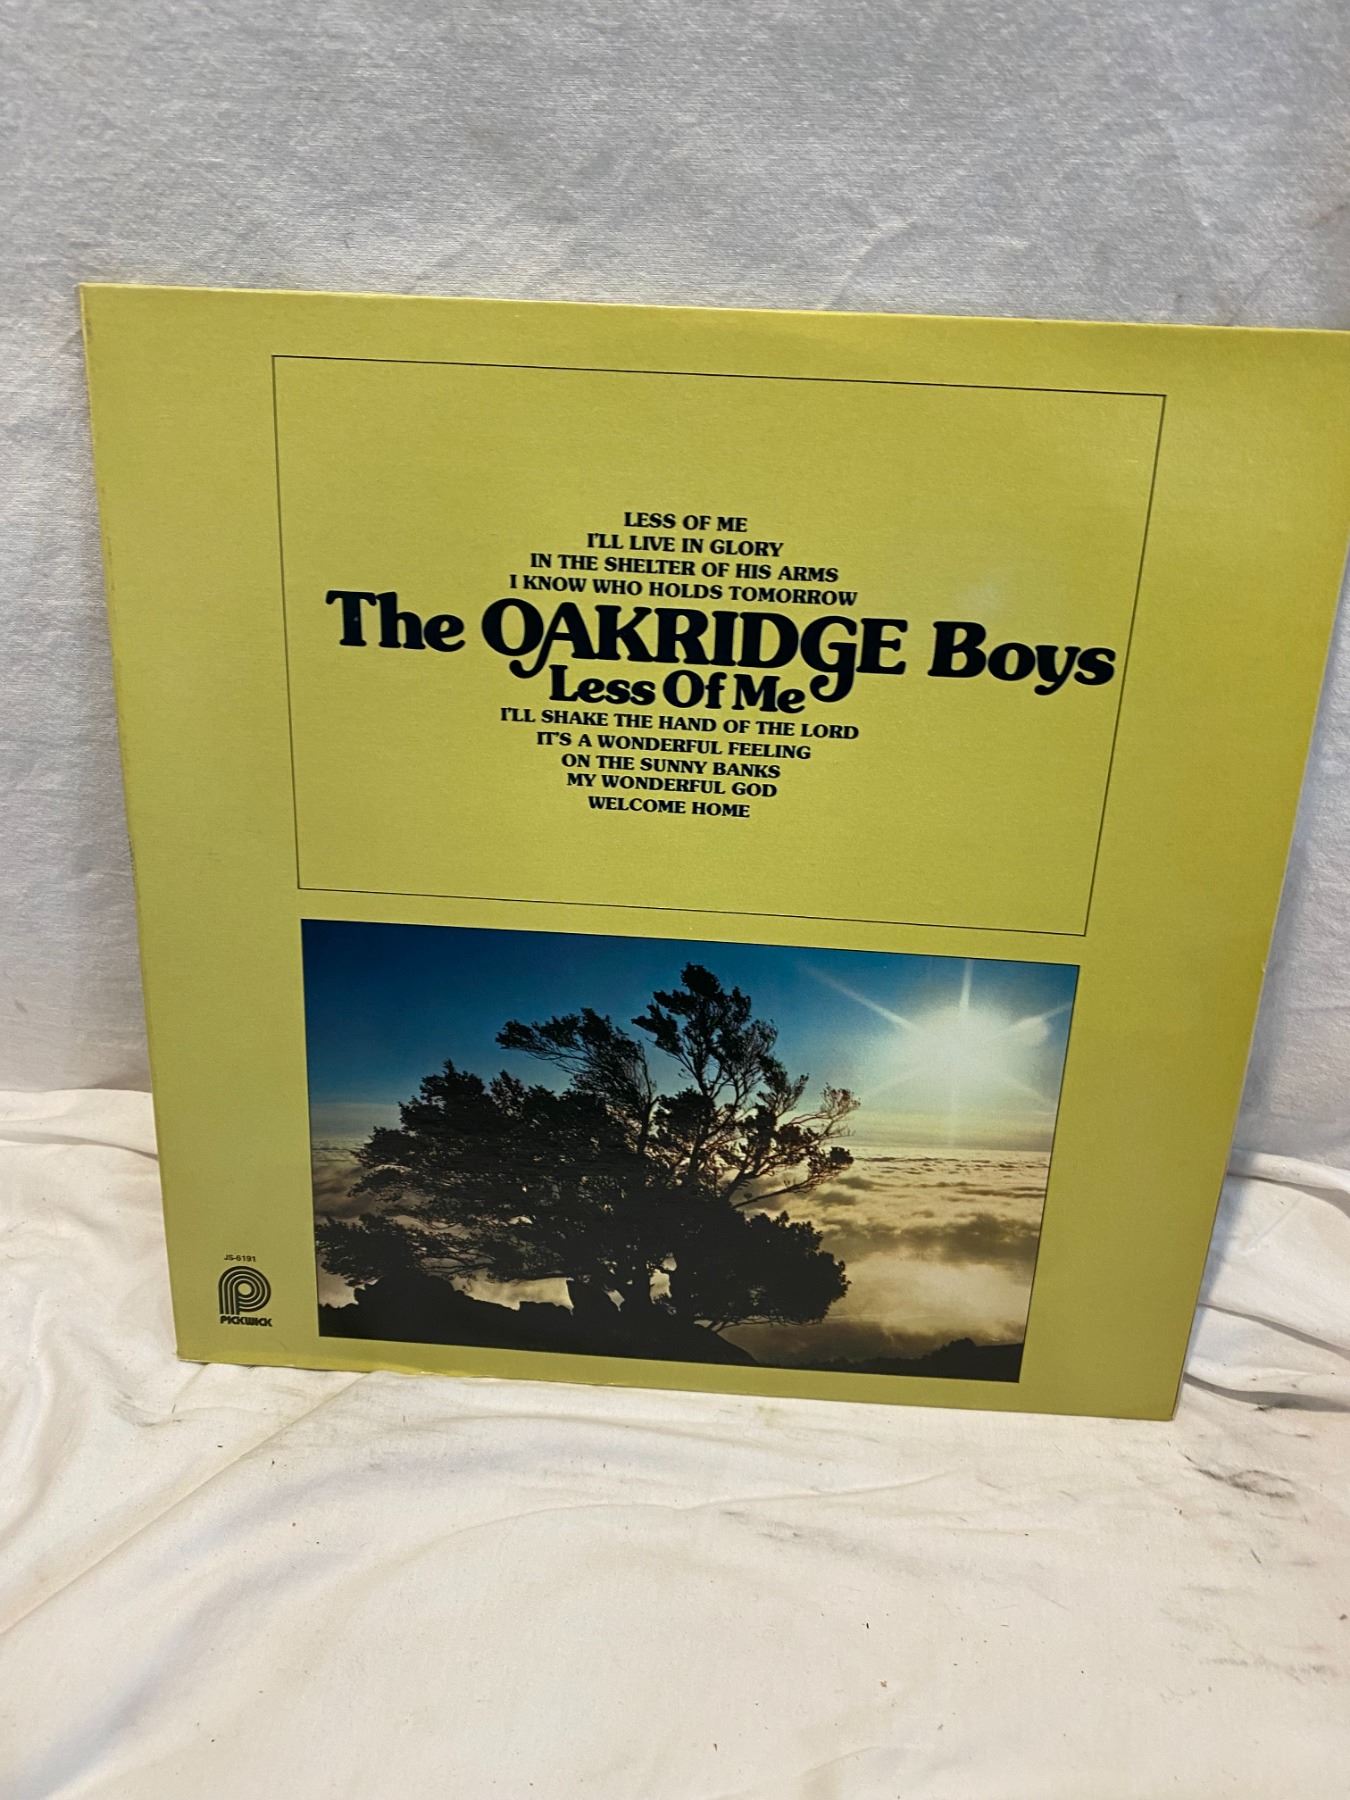 LESS OF ME
I'LL LIVE IN GLORY
IN THE SHELTER OF HIS ARMS
I KNOW WHO HOLDS TOMORROW
The OAKRIDGE Boys
Less Of Me
I'LL SHAKE THE HAND OF THE LORD
IT'S A WONDERFUL FEELING
ON THE SUNNY BANKS
MY WONDERFUL GOD
WELCOME HOME
JS-6191
PICKWICK